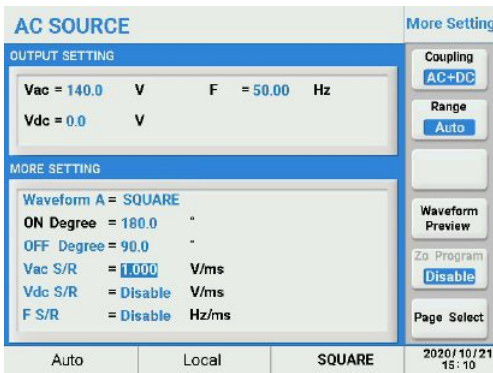 AC SOURCE
More Setting
OUTPUT SETTING
Vac = 140.0 V F = 50.00 Hz
Vdc = 0.0 V
MORE SETTING
Waveform A = SQUARE
ON Degree = 180.0 °
OFF Degree = 90.0 °
Vac S/R = 1.000 V/ms
Vdc S/R = Disable V/ms
F S/R = Disable Hz/ms
Coupling
AC+DC
Range
Auto
Waveform
Preview
Zo Program
Disable
Page Select
Auto Local SQUARE
2020/10/21
15:10